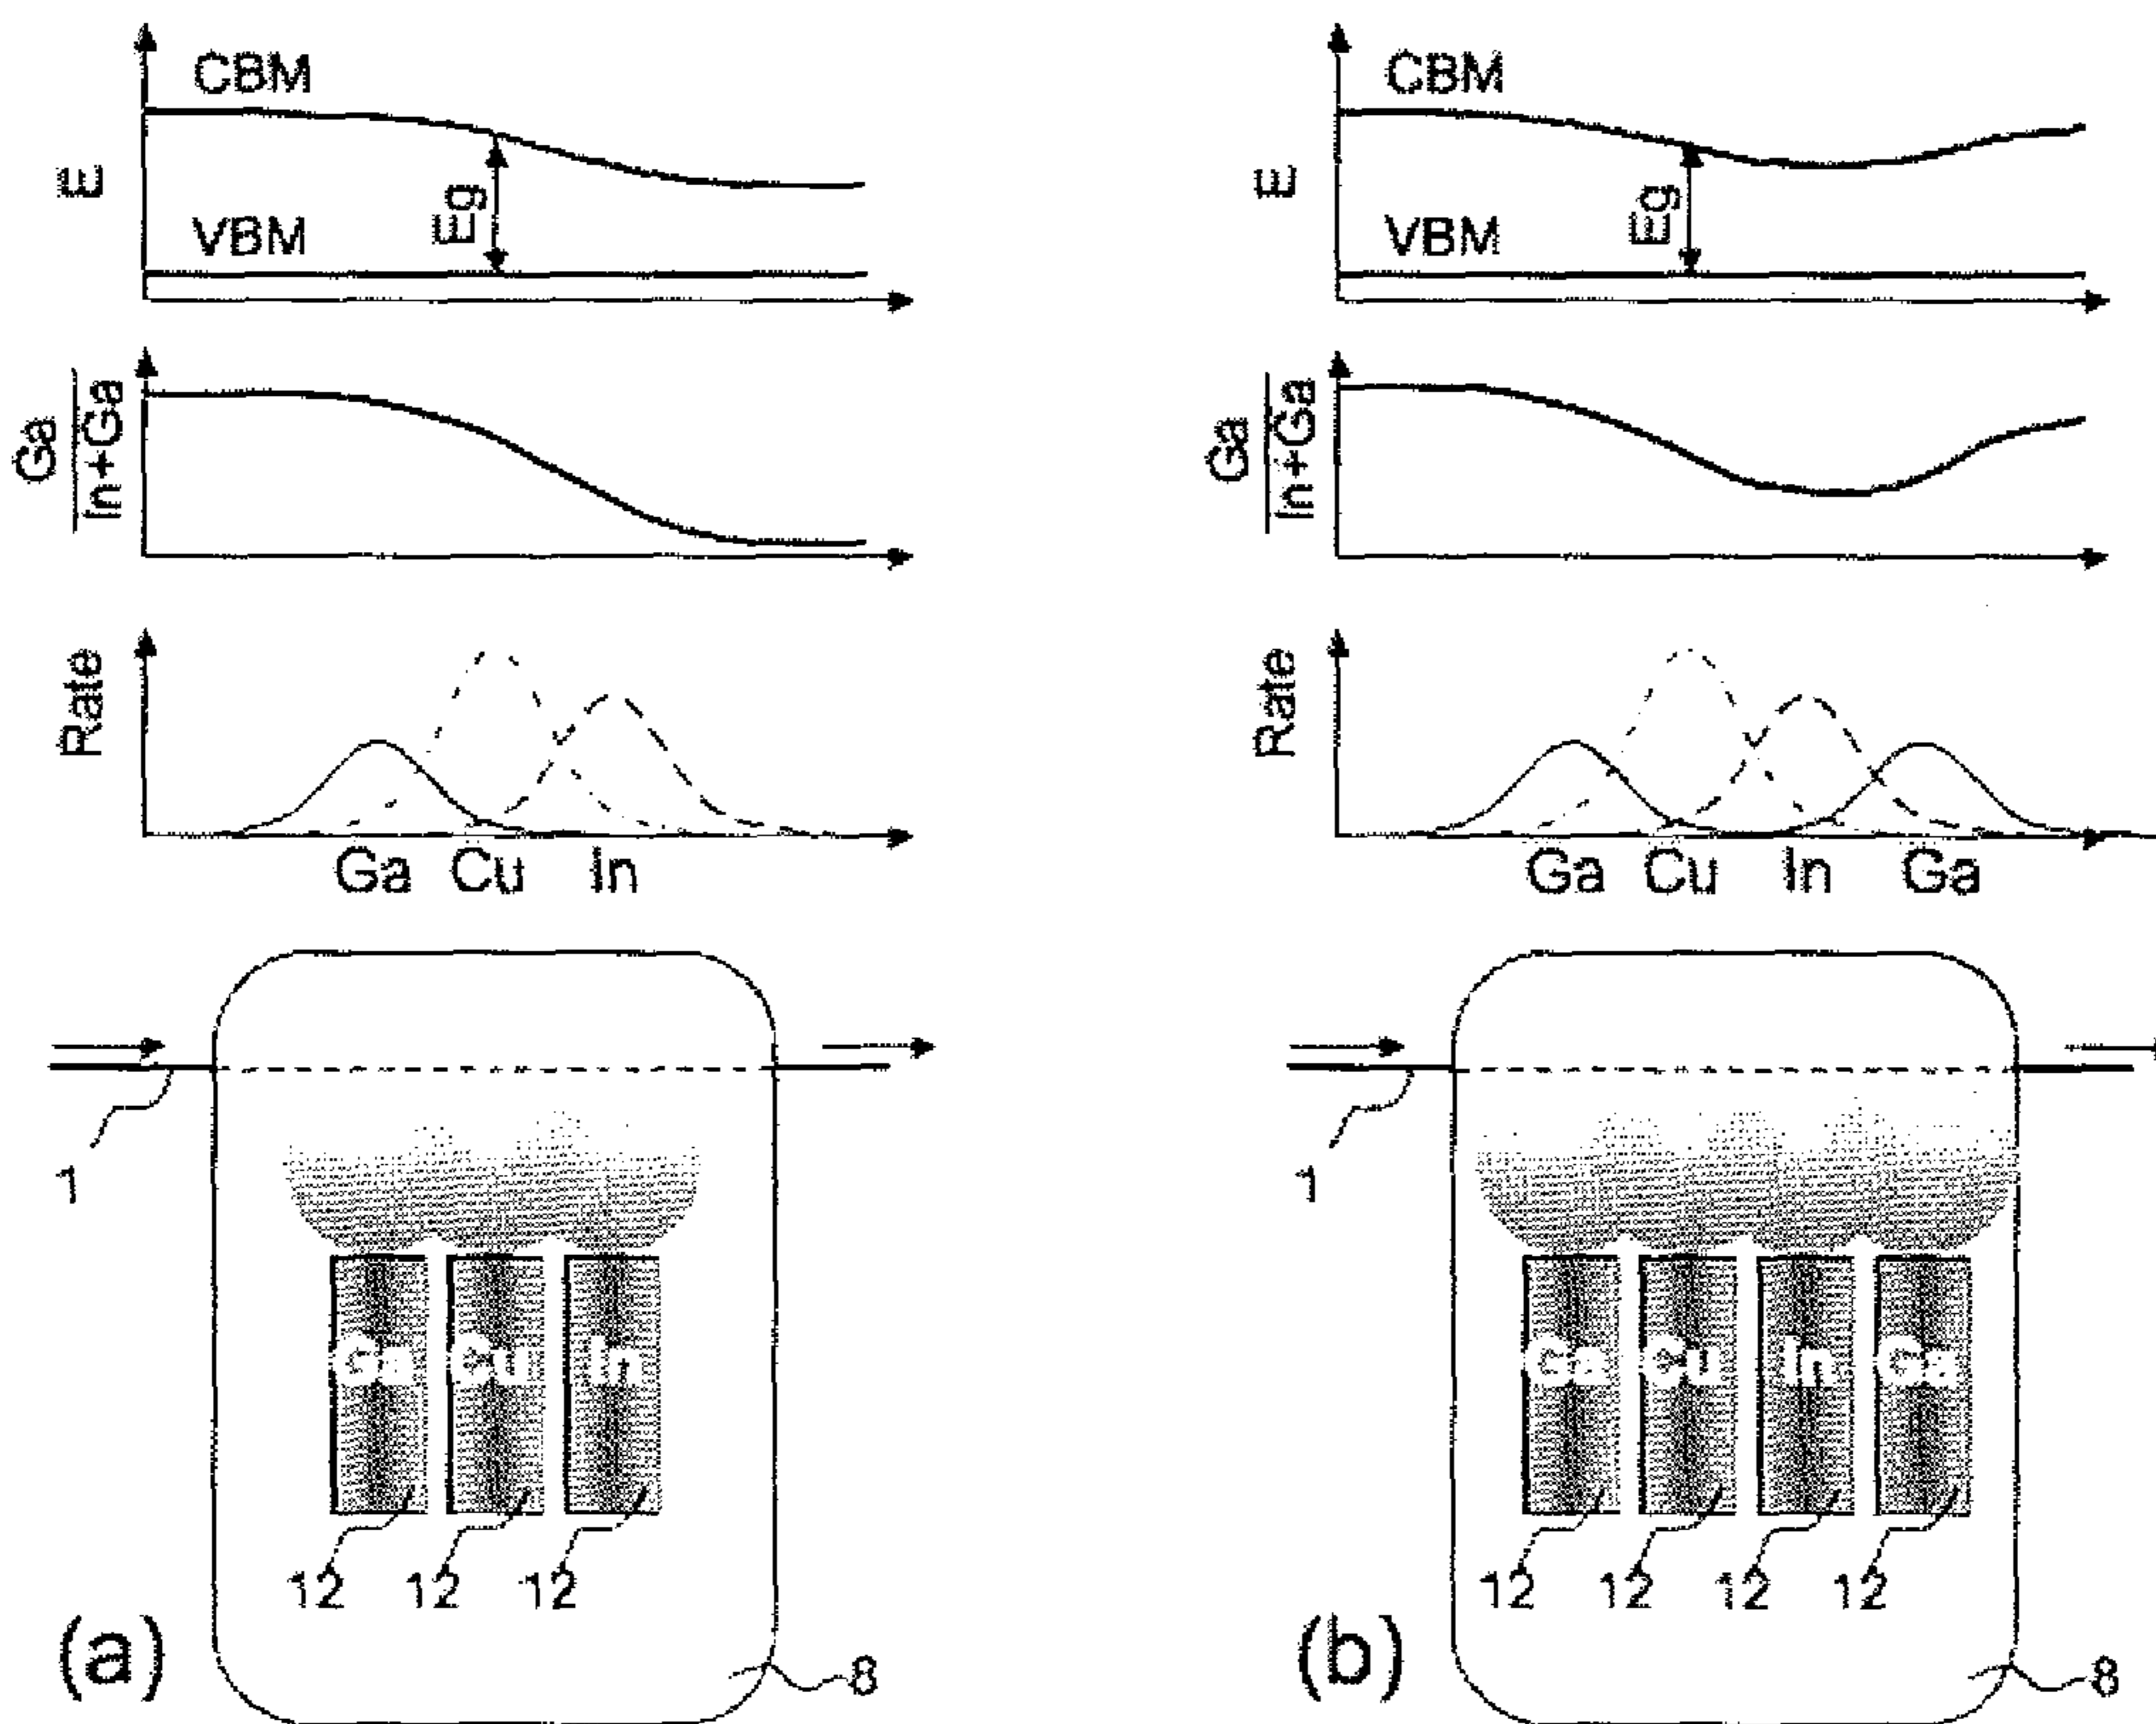 CBM
E
Eg
VBM
Ga
In+Ga
Rate
Ga Cu In
1
Ga Cu In
12 12 12
(a)
8
CBM
E
Eg
VBM
Ga
In+Ga
Rate
Ga Cu In Ga
1
Ga Cu In Ga
12 12 12 12
(b)
8